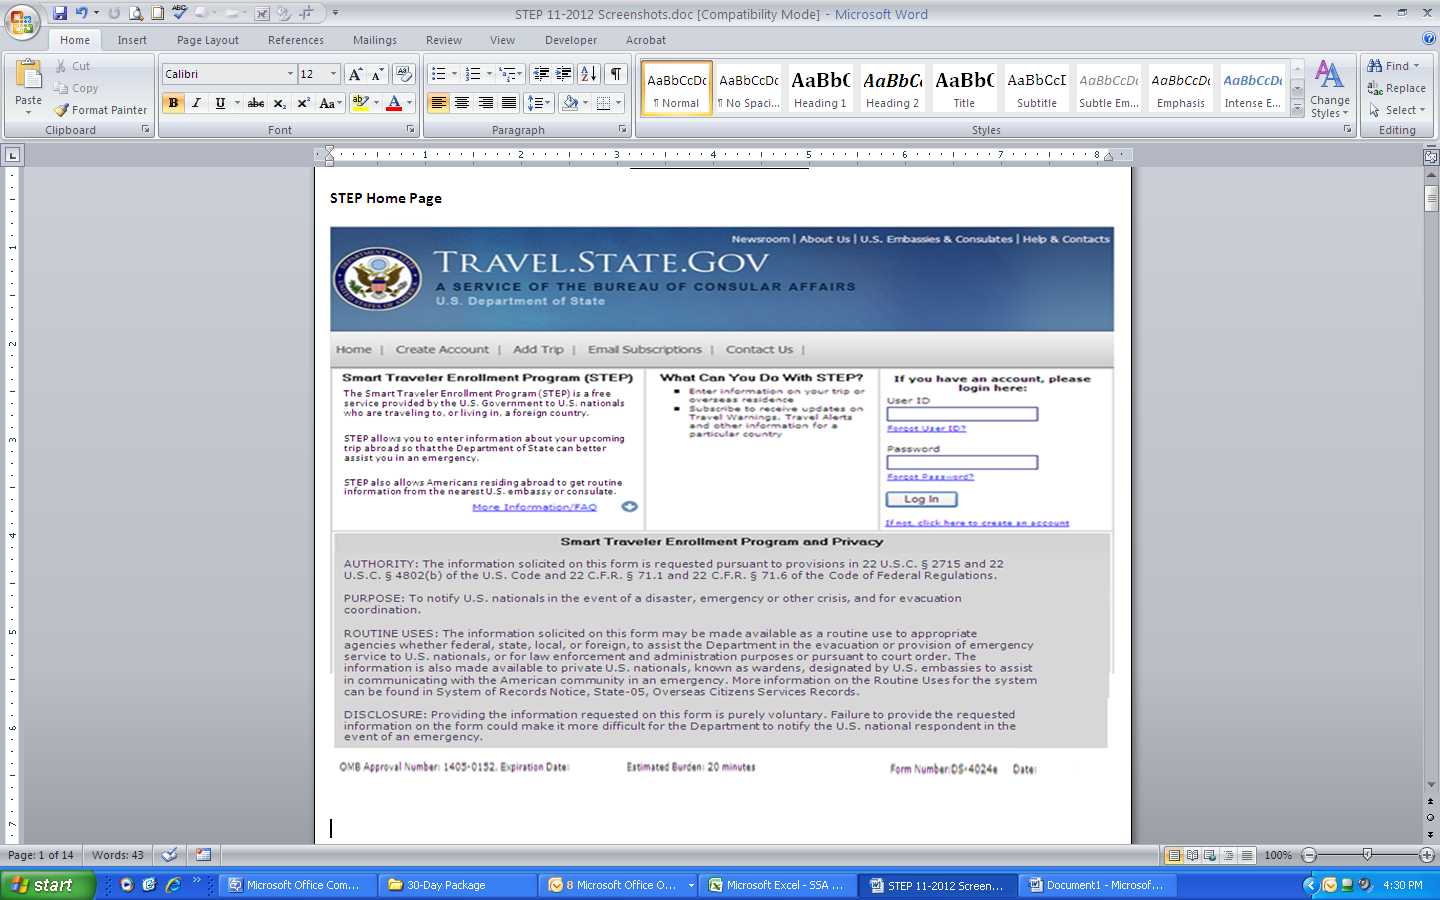 STEP 11-2012 Screenshots.doc [Compatibility Mode] - Microsoft Word
Home Insert Page Layout References Mailings Review View Developer Acrobat
Paste
Cut
Copy
Format Painter
Clipboard
Calibri 12
B I U abc X₂ X² Aa
Font
Paragraph
AaBbCcDc AaBbCcDc AaBbC AaBbCc AaBbC AaBbCcI AaBbCcDc AaBbCcDc AaBbCcDc
¶ Normal ¶ No Spaci... Heading 1 Heading 2 Title Subtitle Subtle Em... Emphasis Intense E...
Change Styles
Styles
Find
Replace
Select
Editing
1 2 3 4 5 6 7 8
STEP Home Page
Newsroom | About Us | U.S. Embassies & Consulates | Help & Contacts
TRAVEL.STATE.GOV
A SERVICE OF THE BUREAU OF CONSULAR AFFAIRS
U.S. Department of State
Home | Create Account | Add Trip | Email Subscriptions | Contact Us |
Smart Traveler Enrollment Program (STEP)
The Smart Traveler Enrollment Program (STEP) is a free
service provided by the U.S. Government to U.S. nationals
who are traveling to, or living in, a foreign country.
STEP allows you to enter information about your upcoming
trip abroad so that the Department of State can better
assist you in an emergency.
STEP also allows Americans residing abroad to get routine
information from the nearest U.S. embassy or consulate.
More Information/FAQ
What Can You Do With STEP?
Enter information on your trip or
overseas residence
Subscribe to receive updates on
Travel Warnings, Travel Alerts
and other information for a
particular country
If you have an account, please
login here:
User ID
Forgot User ID?
Password
Forgot Password?
Log In
If not, click here to create an account
Smart Traveler Enrollment Program and Privacy
AUTHORITY: The information solicited on this form is requested pursuant to provisions in 22 U.S.C. § 2715 and 22
U.S.C. § 4802(b) of the U.S. Code and 22 C.F.R. § 71.1 and 22 C.F.R. § 71.6 of the Code of Federal Regulations.
PURPOSE: To notify U.S. nationals in the event of a disaster, emergency or other crisis, and for evacuation
coordination.
ROUTINE USES: The information solicited on this form may be made available as a routine use to appropriate
agencies whether federal, state, local, or foreign, to assist the Department in the evacuation or provision of emergency
service to U.S. nationals, or for law enforcement and administration purposes or pursuant to court order. The
information is also made available to private U.S. nationals, known as wardens, designated by U.S. embassies to assist
in communicating with the American community in an emergency. More information on the Routine Uses for the system
can be found in System of Records Notice, State-05, Overseas Citizens Services Records.
DISCLOSURE: Providing the information requested on this form is purely voluntary. Failure to provide the requested
information on the form could make it more difficult for the Department to notify the U.S. national respondent in the
event of an emergency.
OMB Approval Number: 1405-0152. Expiration Date: Estimated Burden: 20 minutes Form Number:DS-4024e Date:
Page: 1 of 14 Words: 43 100%
start Microsoft Office Com... 30-Day Package 8 Microsoft Office O... Microsoft Excel - SSA ... STEP 11-2012 Screen... Document1 - Microsof... 4:30 PM